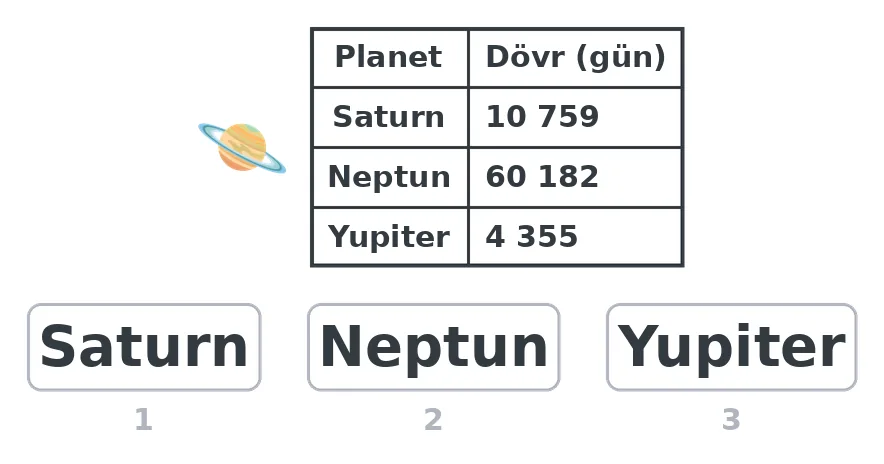 Planet Dövr (gün)
Saturn 10 759
Neptun 60 182
Yupiter 4 355
Saturn Neptun Yupiter
1 2 3